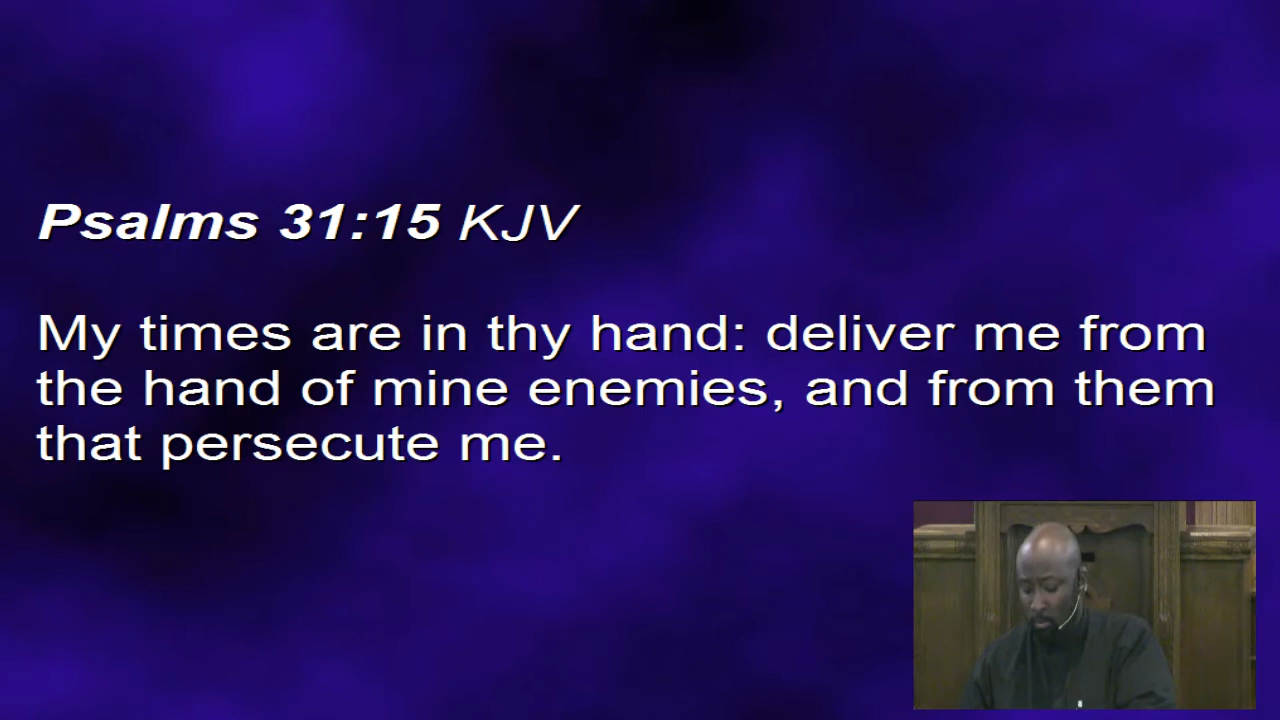 Psalms 31:15 KJV
My times are in thy hand: deliver me from
the hand of mine enemies, and from them
that persecute me.